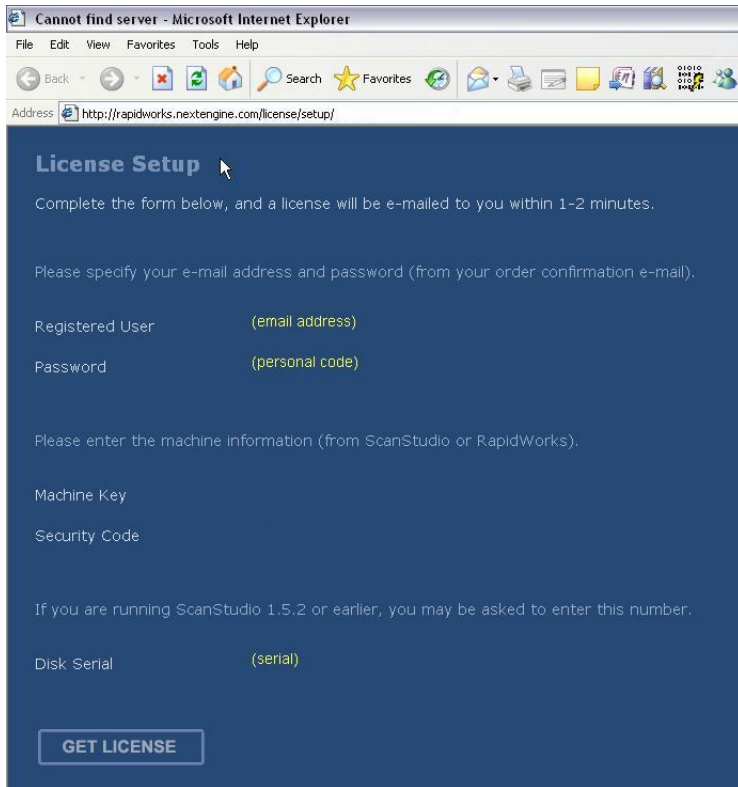 Cannot find server - Microsoft Internet Explorer
File Edit View Favorites Tools Help
Back Search Favorites
Address http://rapidworks.nextengine.com/license/setup/
License Setup
Complete the form below, and a license will be e-mailed to you within 1-2 minutes.
Please specify your e-mail address and password (from your order confirmation e-mail).
Registered User (email address)
Password (personal code)
Please enter the machine information (from ScanStudio or RapidWorks).
Machine Key
Security Code
If you are running ScanStudio 1.5.2 or earlier, you may be asked to enter this number.
Disk Serial (serial)
GET LICENSE